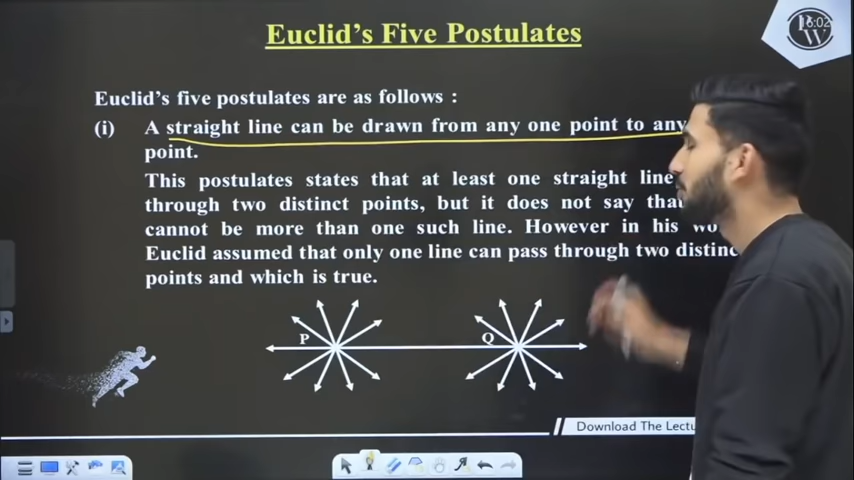 16:02
W
Euclid's Five Postulates
Euclid's five postulates are as follows :
(i) A straight line can be drawn from any one point to any
point.
This postulates states that at least one straight line
through two distinct points, but it does not say
cannot be more than one such line. However in his
Euclid assumed that only one line can pass through two
points and which is true.
P
Q
Download The